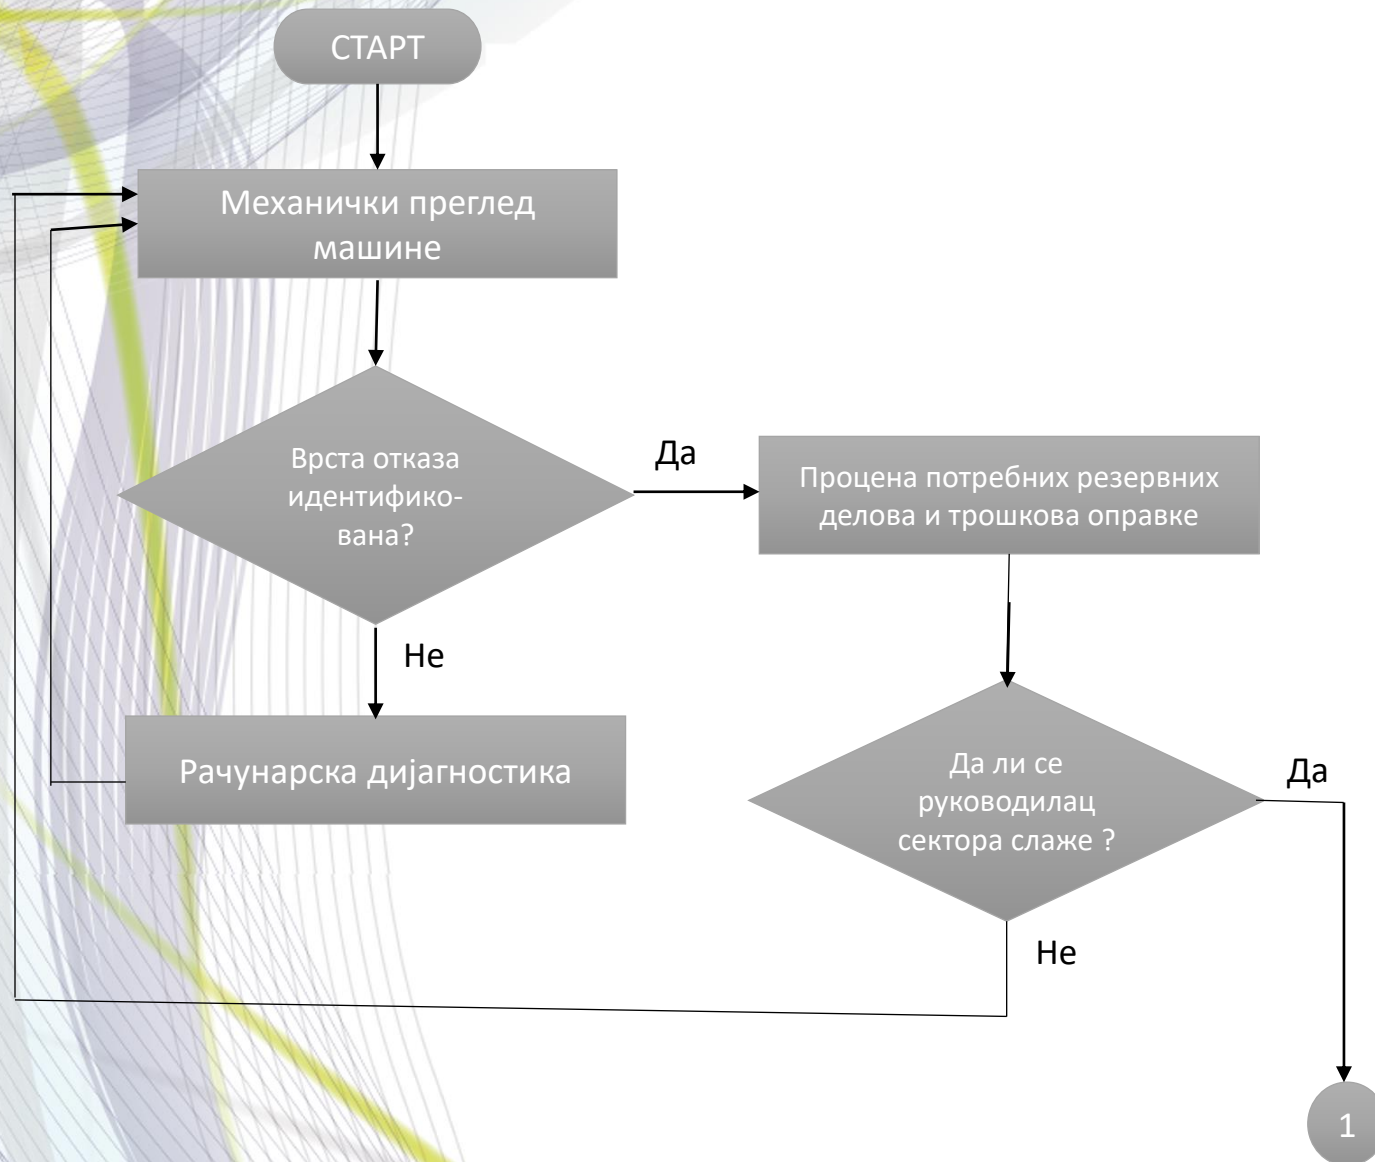 СТАРТ
Механички преглед
машине
Врста отказа
идентифико-
вана?
Да
Процена потребних резервних
делова и трошкова оправке
Не
Рачунарска дијагностика
Да ли се
руководилац
сектора слаже ?
Да
Не
1